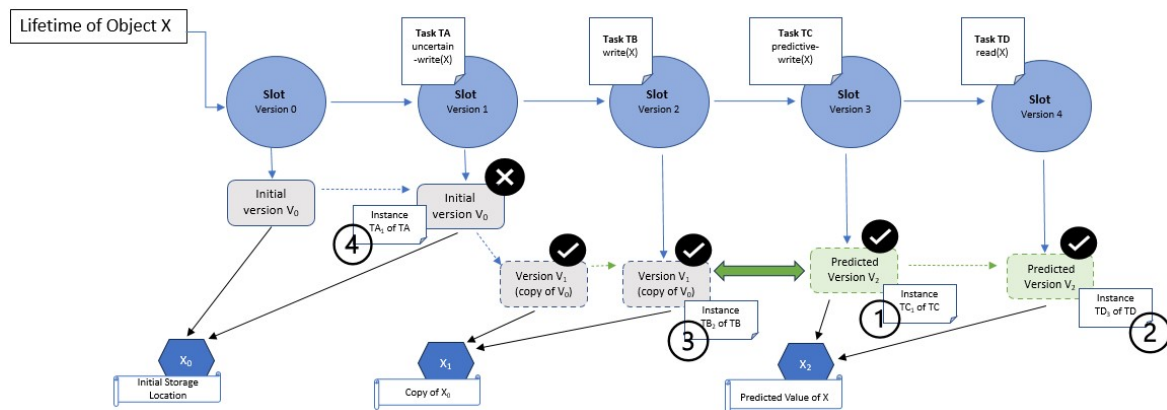 Lifetime of Object X
Task TA
uncertain
-write(X)
Task TB
write(X)
Task TC
predictive-
write(X)
Task TD
read(X)
Slot
Version 0
Slot
Version 1
Slot
Version 2
Slot
Version 3
Slot
Version 4
Initial
version V₀
Initial
version V₀
Instance
TA₁ of TA
4
Version V₁
(copy of V₀)
Version V₁
(copy of V₀)
Predicted
Version V₂
Predicted
Version V₂
Instance
TB₂ of TB
3
Instance
TC₁ of TC
1
Instance
TD₃ of TD
2
X₀
Initial Storage
Location
X₁
Copy of X₀
X₂
Predicted Value of X